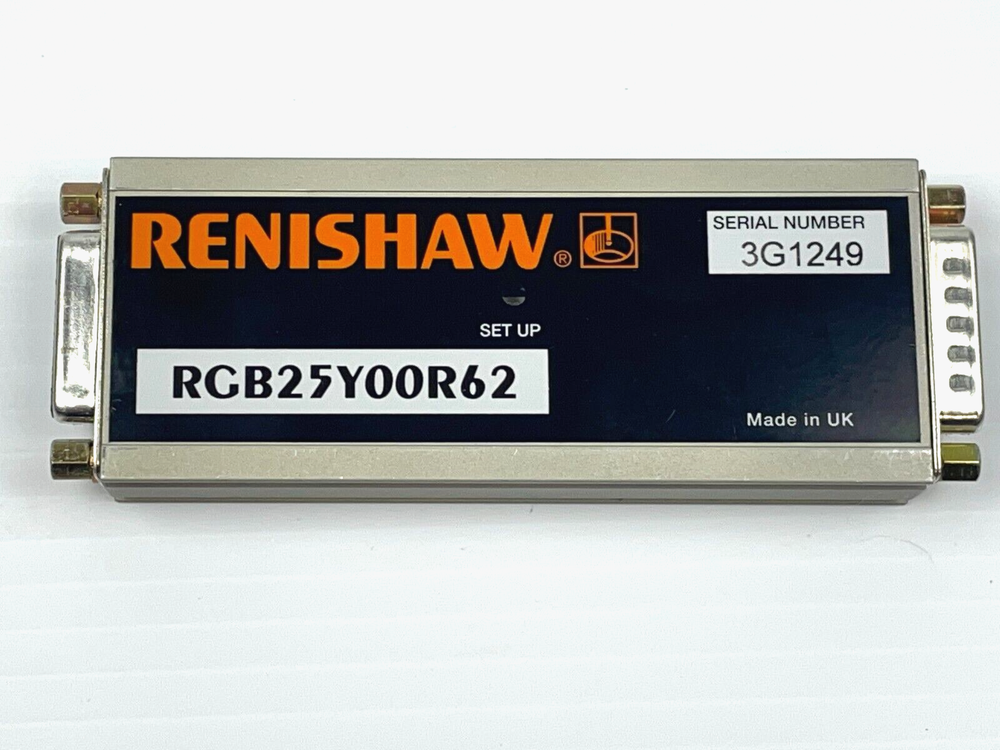 RENISHAW®
SERIAL NUMBER
3G1249
SET UP
RGB25Y00R62
Made in UK